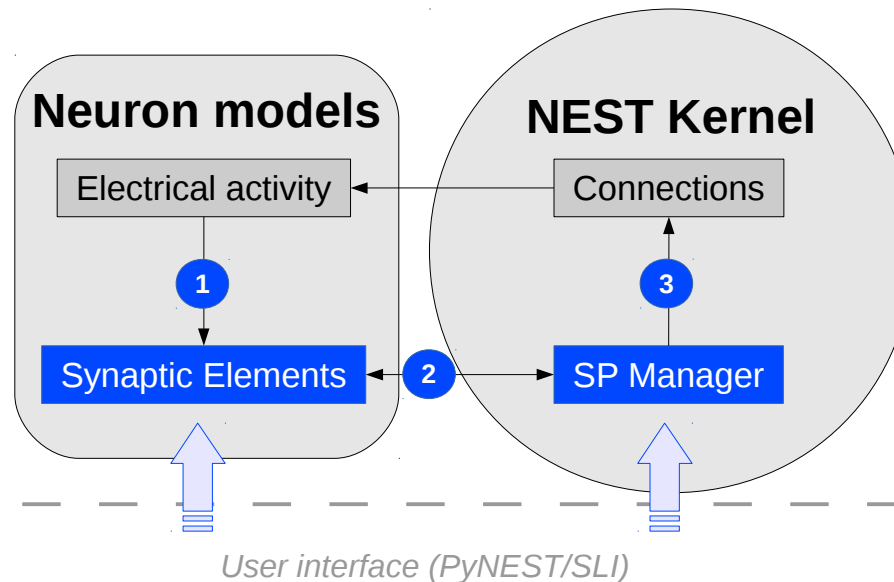 Neuron models
NEST Kernel
Electrical activity
Connections
1
3
Synaptic Elements
2
SP Manager
User interface (PyNEST/SLI)